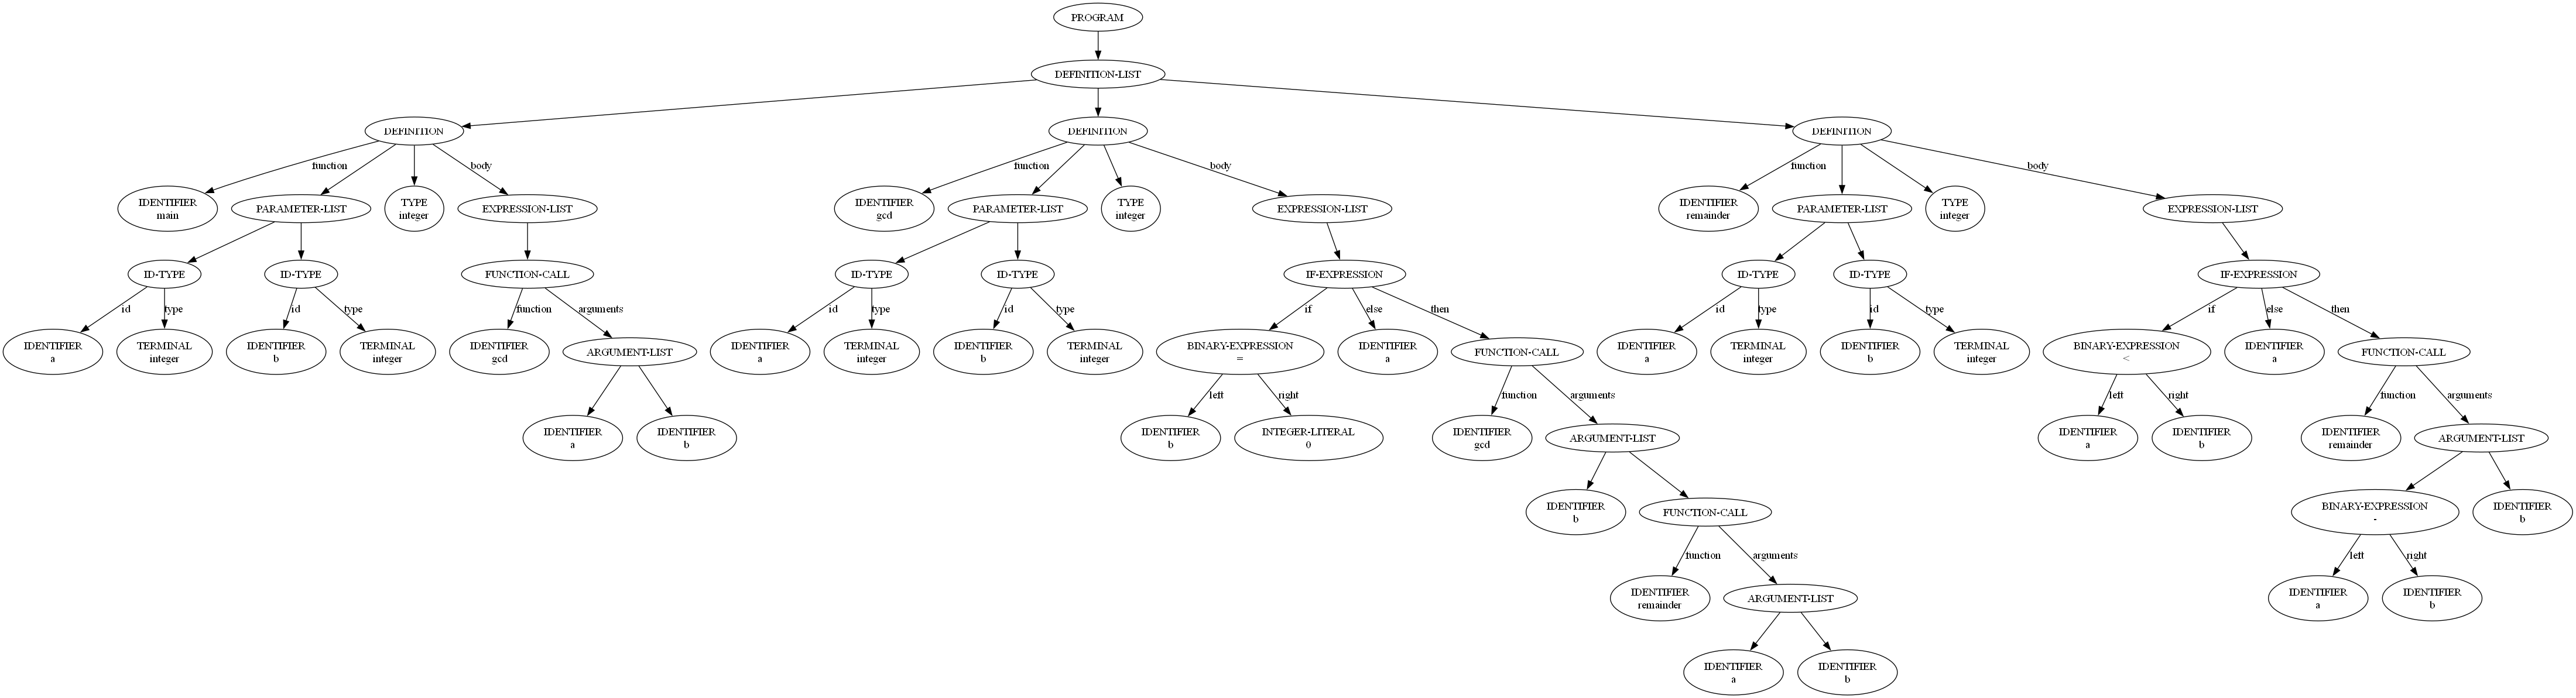 PROGRAM
DEFINITION-LIST
DEFINITION
DEFINITION
DEFINITION
function
body
function
body
function
body
IDENTIFIER
main
PARAMETER-LIST
TYPE
integer
EXPRESSION-LIST
IDENTIFIER
gcd
PARAMETER-LIST
TYPE
integer
EXPRESSION-LIST
IDENTIFIER
remainder
PARAMETER-LIST
TYPE
integer
EXPRESSION-LIST
ID-TYPE
ID-TYPE
FUNCTION-CALL
ID-TYPE
ID-TYPE
IF-EXPRESSION
ID-TYPE
ID-TYPE
IF-EXPRESSION
id
type
id
type
function
arguments
id
type
id
type
if
else
then
id
type
id
type
if
else
then
IDENTIFIER
a
TERMINAL
integer
IDENTIFIER
b
TERMINAL
integer
IDENTIFIER
gcd
ARGUMENT-LIST
IDENTIFIER
a
TERMINAL
integer
IDENTIFIER
b
TERMINAL
integer
BINARY-EXPRESSION
=
IDENTIFIER
a
FUNCTION-CALL
IDENTIFIER
a
TERMINAL
integer
IDENTIFIER
b
TERMINAL
integer
BINARY-EXPRESSION
<
IDENTIFIER
a
FUNCTION-CALL
left
right
function
arguments
left
right
function
arguments
IDENTIFIER
a
IDENTIFIER
b
IDENTIFIER
b
INTEGER-LITERAL
0
IDENTIFIER
gcd
ARGUMENT-LIST
IDENTIFIER
a
IDENTIFIER
b
IDENTIFIER
remainder
ARGUMENT-LIST
IDENTIFIER
b
FUNCTION-CALL
BINARY-EXPRESSION
-
IDENTIFIER
b
function
arguments
left
right
IDENTIFIER
remainder
ARGUMENT-LIST
IDENTIFIER
a
IDENTIFIER
b
IDENTIFIER
a
IDENTIFIER
b